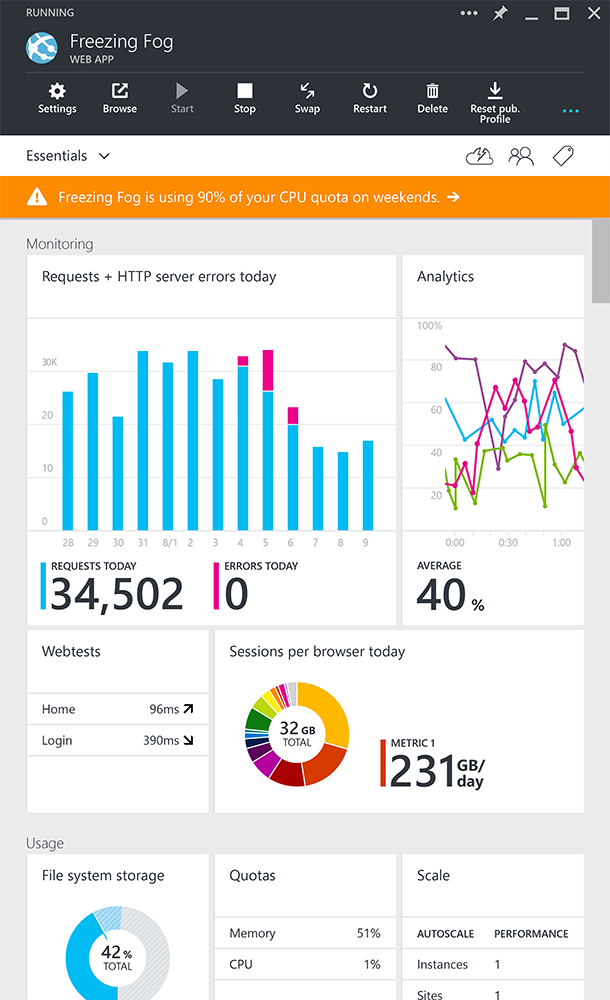 RUNNING
Freezing Fog
WEB APP
Settings Browse Start Stop Swap Restart Delete Reset pub. Profile
Essentials
Freezing Fog is using 90% of your CPU quota on weekends.
Monitoring
Requests + HTTP server errors today
30K
20
10
0
28 29 30 31 8/1 2 3 4 5 6 7 8 9
REQUESTS TODAY
34,502
ERRORS TODAY
0
Analytics
100%
80
60
40
20
0:00 0:30 1:00
AVERAGE
40 %
Webtests
Home 96ms
Login 390ms
Sessions per browser today
32 GB
TOTAL
METRIC 1
231 GB/
day
Usage
File system storage
42 %
TOTAL
Quotas
Memory 51%
CPU 1%
Scale
AUTOSCALE PERFORMANCE
Instances 1
Sites 1